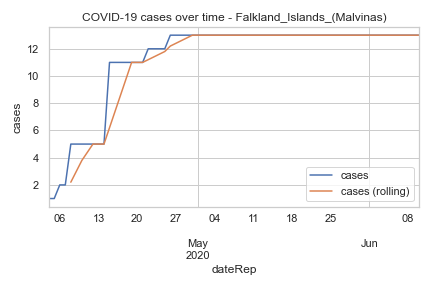 COVID-19 cases over time - Falkland_Islands_(Malvinas)
cases
12
10
8
6
4
2
cases
cases (rolling)
06 13 20 27 04 11 18 25 08
May Jun
2020
dateRep